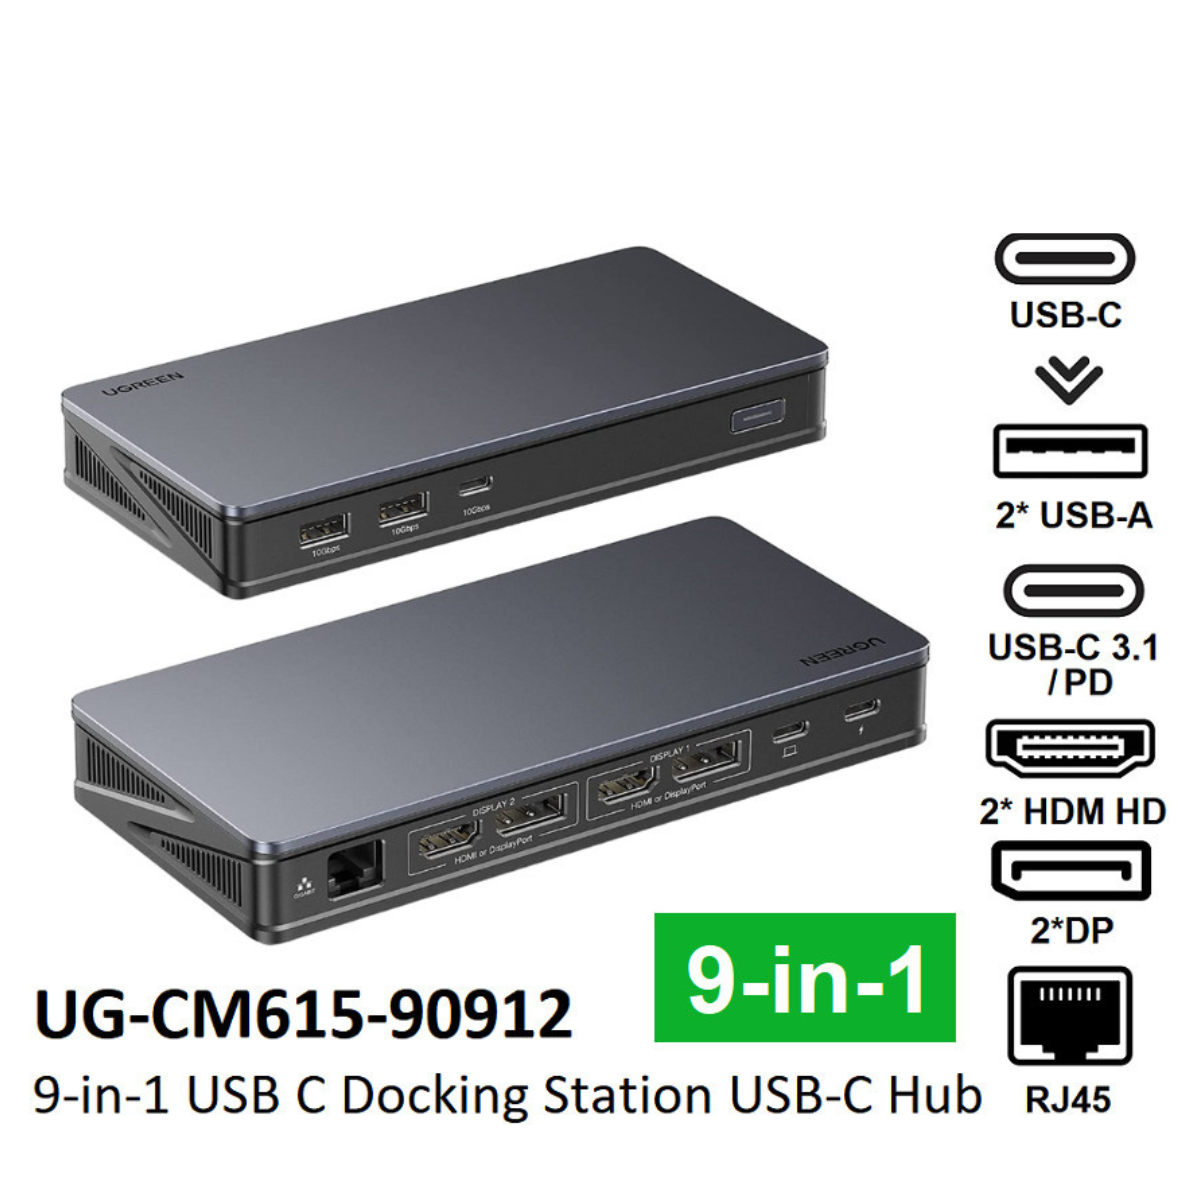 UGREEN
10Gbps
10Gbps
10Gbps
UGREEN
DISPLAY 1
HDMI or DisplayPort
DISPLAY 2
HDMI or DisplayPort
GIGABIT
USB-C
2* USB-A
USB-C 3.1
/PD
2* HDM HD
2*DP
RJ45
9-in-1
UG-CM615-90912
9-in-1 USB C Docking Station USB-C Hub